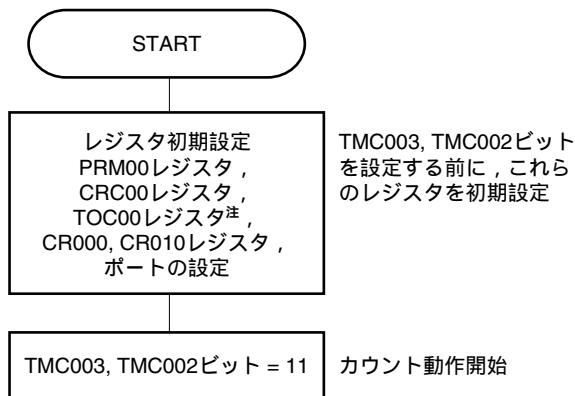 START
レジスタ初期設定
PRM00レジスタ，
CRC00レジスタ，
TOC00レジスタ注，
CR000, CR010レジスタ，
ポートの設定
TMC003, TMC002ビット
を設定する前に，これら
のレジスタを初期設定
TMC003, TMC002ビット = 11
カウント動作開始